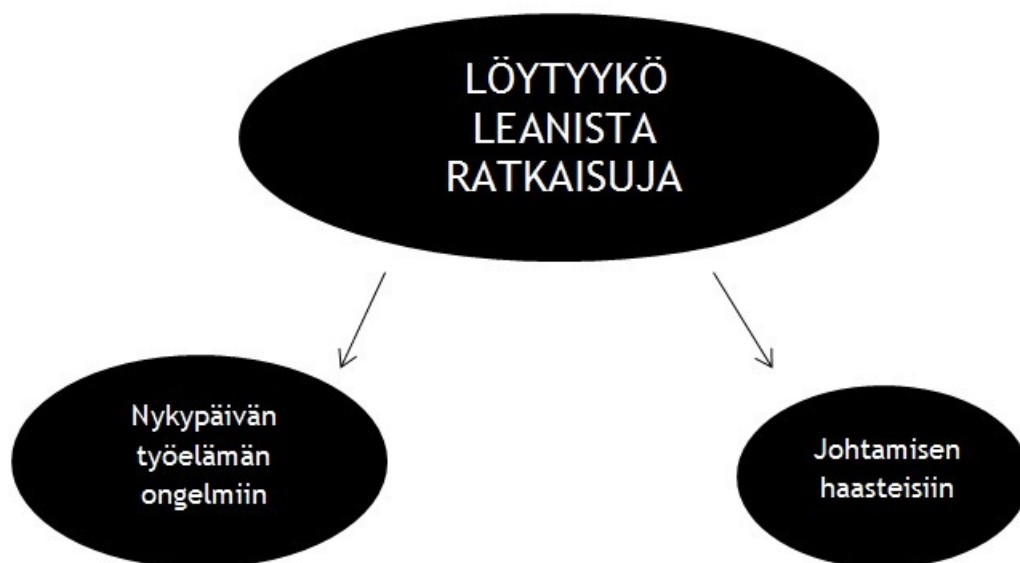 LÖYTYYKÖ
LEANISTA
RATKAISUJA
Nykypäivän
työelämän
ongelmiin
Johtamisen
haasteisiin